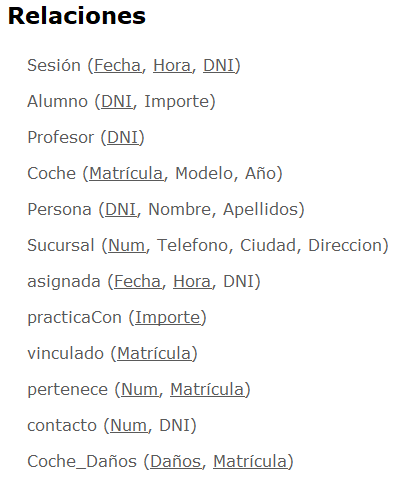 Relaciones
Sesión (Fecha, Hora, DNI)
Alumno (DNI, Importe)
Profesor (DNI)
Coche (Matrícula, Modelo, Año)
Persona (DNI, Nombre, Apellidos)
Sucursal (Num, Telefono, Ciudad, Direccion)
asignada (Fecha, Hora, DNI)
practicaCon (Importe)
vinculado (Matrícula)
pertenece (Num, Matrícula)
contacto (Num, DNI)
Coche_Daños (Daños, Matrícula)